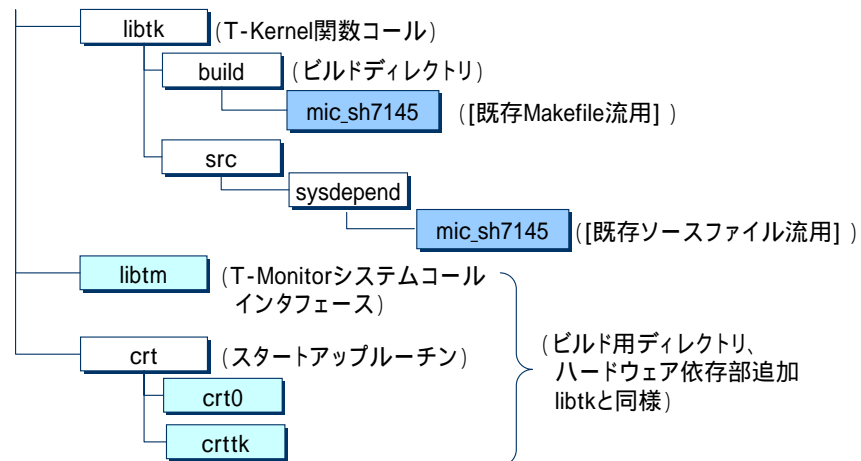 libtk (T-Kernel関数コール)
build (ビルドディレクトリ)
mic_sh7145 ([既存Makefile流用] )
src
sysdepend
mic_sh7145 ([既存ソースファイル流用] )
libtm (T-Monitorシステムコール
インタフェース)
crt (スタートアップルーチン)
(ビルド用ディレクトリ、
ハードウェア依存部追加
libtkと同様)
crt0
crttk